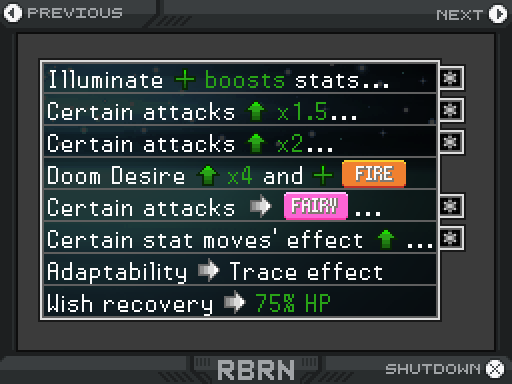 PREVIOUS
NEXT
Illuminate + boosts stats...
Certain attacks ⬆ x1.5...
Certain attacks ⬆ x2...
Doom Desire ⬆ x4 and + FIRE
Certain attacks ➡ FAIRY ...
Certain stat moves' effect ⬆ ...
Adaptability ➡ Trace effect
Wish recovery ➡ 75% HP
RBRN
SHUTDOWN